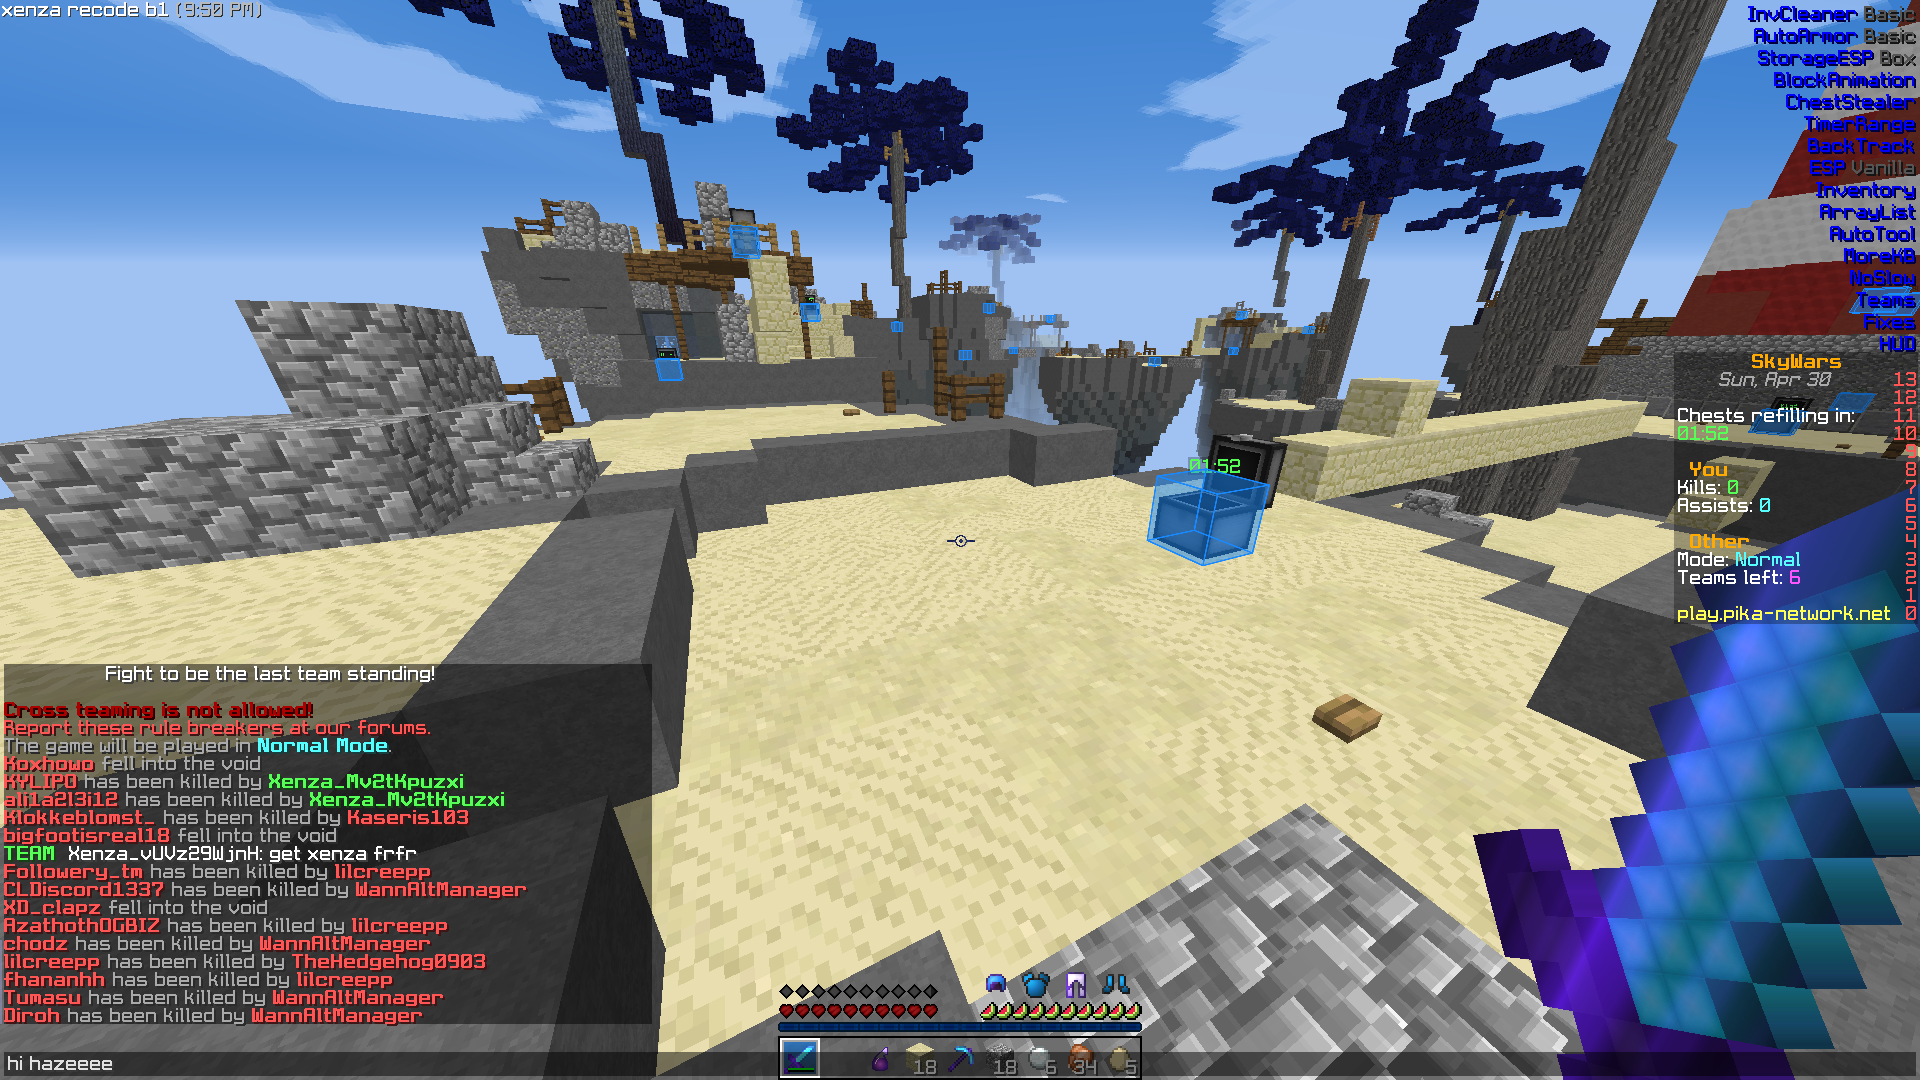 xenza recode b1 (9:50 PM)
InvCleaner Basic
AutoArmor Basic
StorageESP Box
BlockAnimation
ChestStealer
TimerRange
BackTrack
ESP Vanilla
Inventory
ArrayList
AutoTool
MoreKB
NoSlow
Teams
Fixes
HUD
SkyWars
Sun, Apr 30 13
12
Chests refilling in: 11
01:52 10
9
You 8
Kills: 0 7
Assists: 0 6
5
Other 4
Mode: Normal 3
Teams left: 6 2
1
play.pika-network.net 0
01:52
Fight to be the last team standing!
Cross teaming is not allowed!
Report these rule breakers at our forums.
The game will be played in Normal Mode.
Koxhowo fell into the void
KYLIPO has been killed by Xenza_Mv2tKpuzxi
ali1a2l3i12 has been killed by Xenza_Mv2tKpuzxi
Klokkeblomst_ has been killed by Kaseris103
bigfootisreal18 fell into the void
TEAM Xenza_vUVz29WjnH: get xenza frfr
Followery_tm has been killed by lilcreepp
CLDiscord1337 has been killed by WannAltManager
XD_clapz fell into the void
AzathothOGBIZ has been killed by lilcreepp
chodz has been killed by WannAltManager
lilcreepp has been killed by TheHedgehog0903
fhananhh has been killed by lilcreepp
Tumasu has been killed by WannAltManager
Diroh has been killed by WannAltManager
18 18 6 34 5
hi hazeeeee